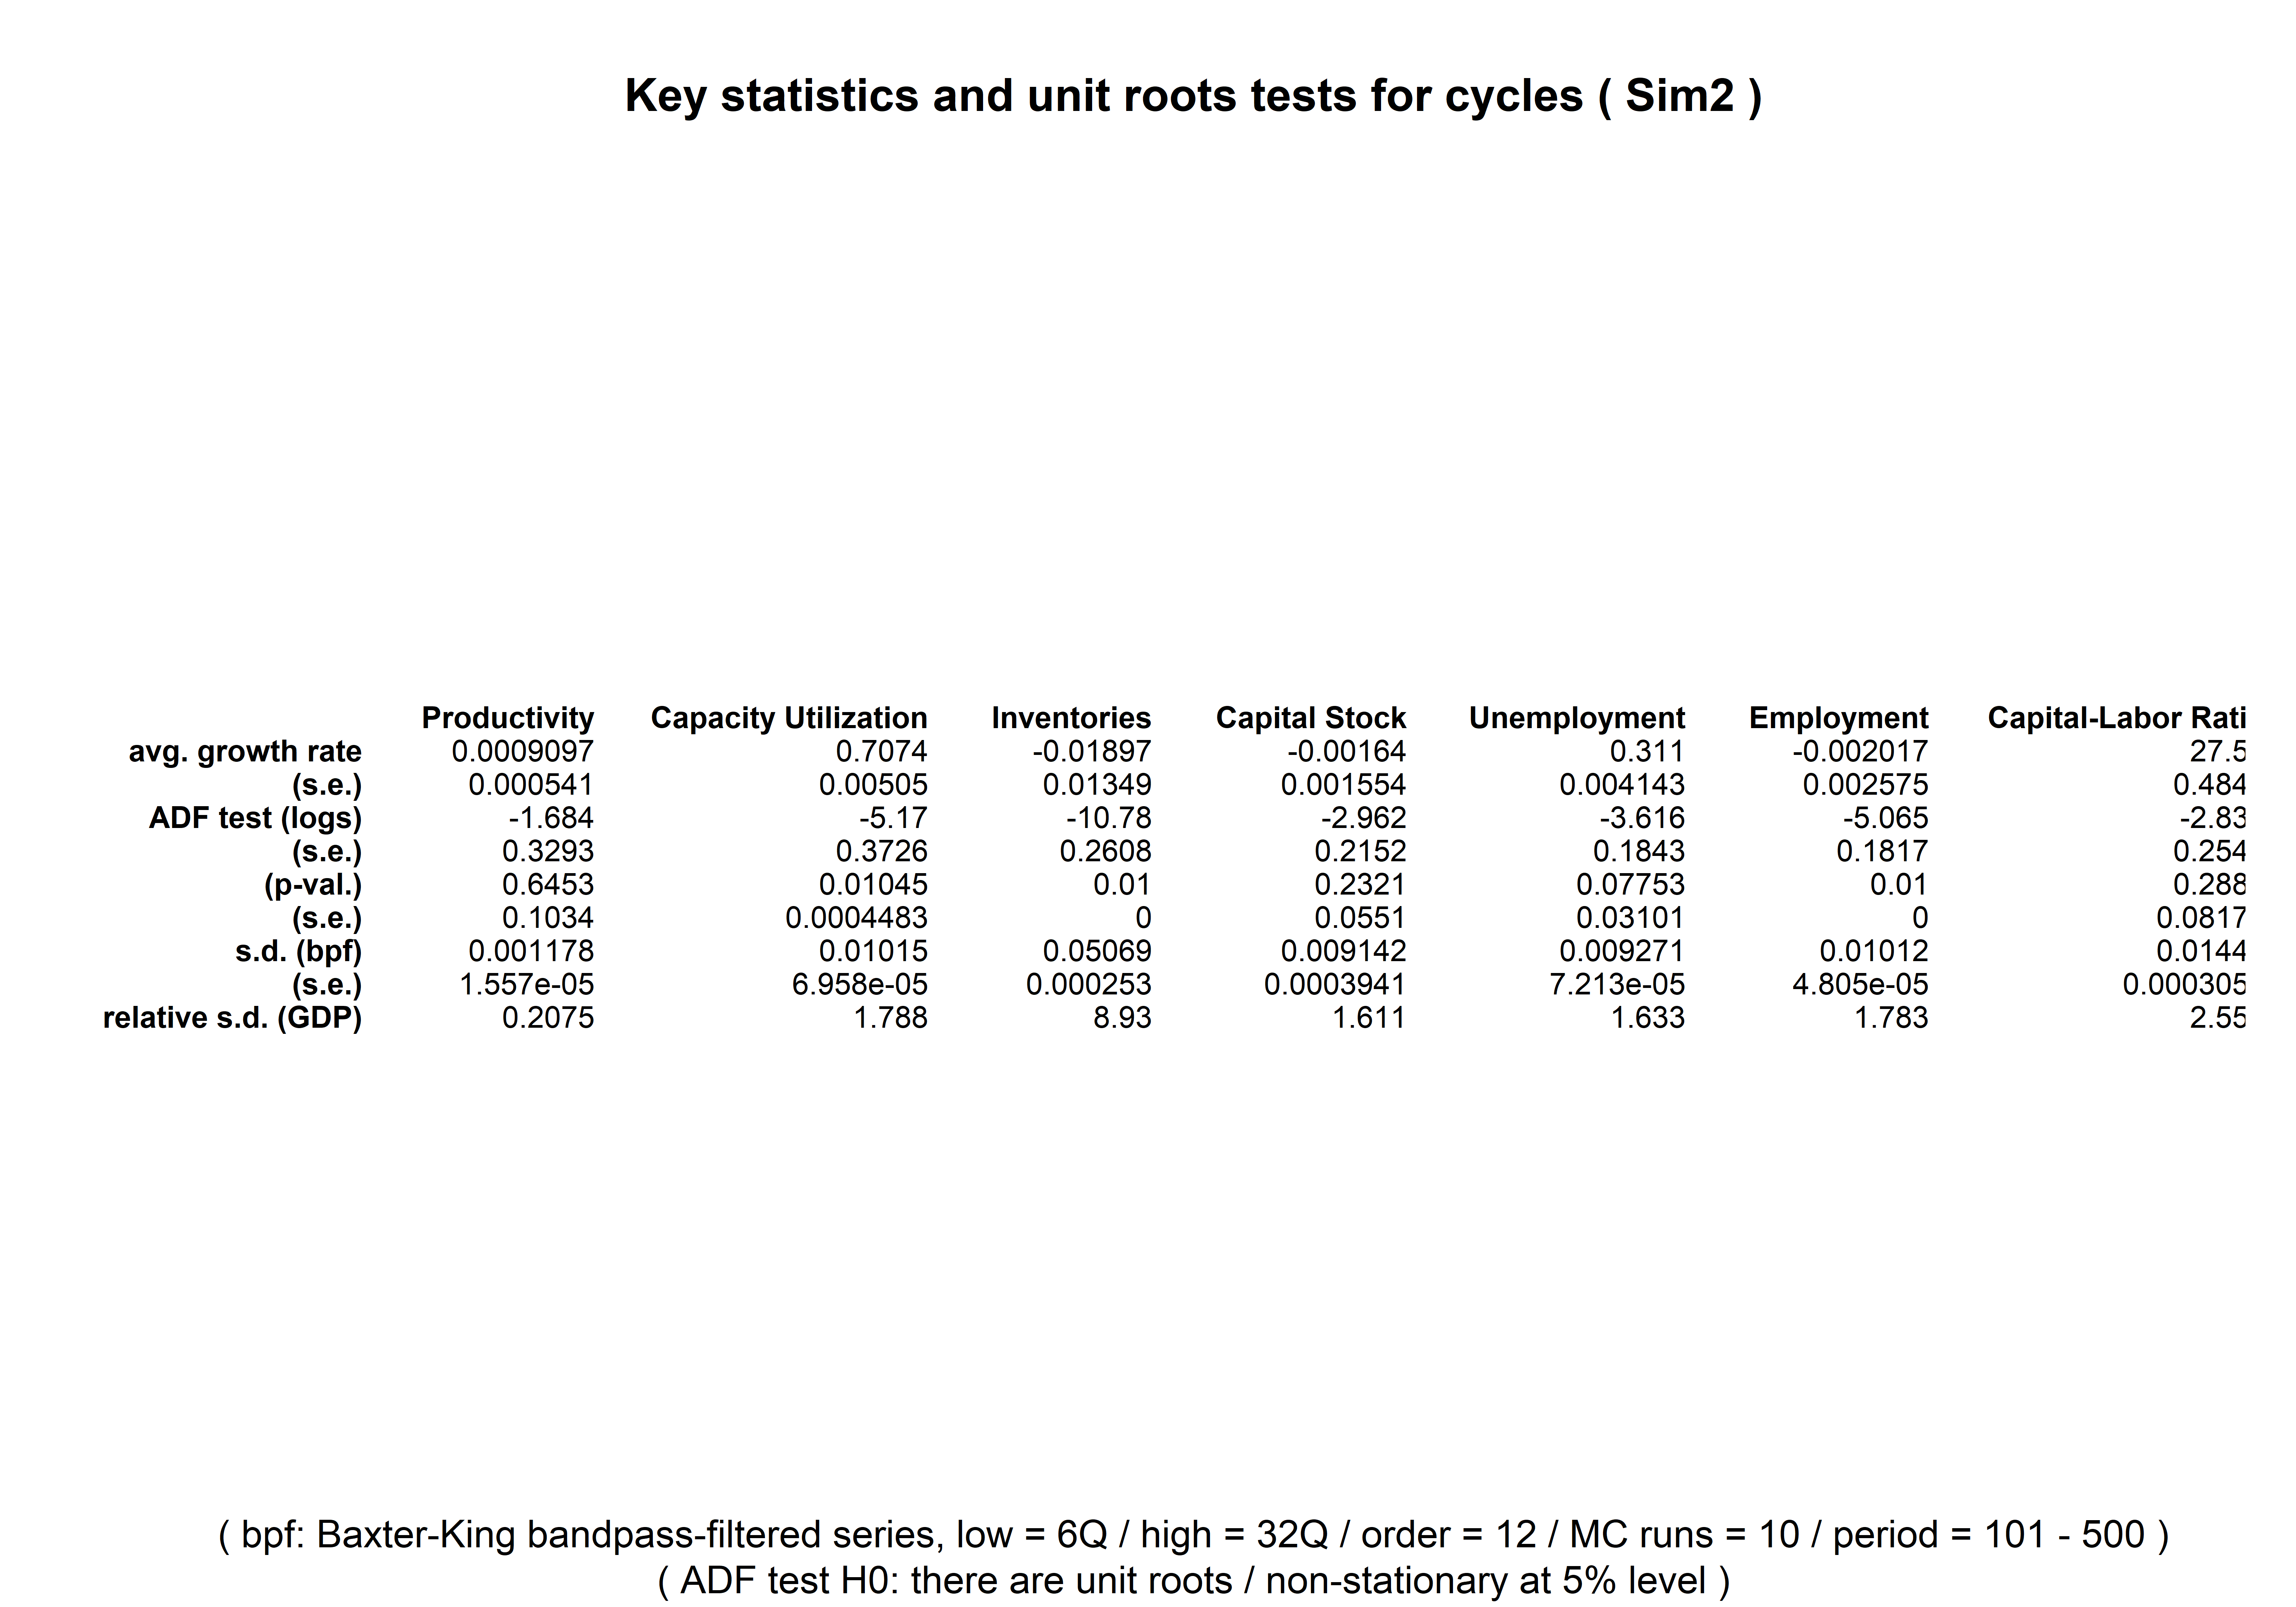 Key statistics and unit roots tests for cycles ( Sim2 )
Productivity Capacity Utilization Inventories Capital Stock Unemployment Employment Capital-Labor Rati
avg. growth rate 0.0009097 0.7074 -0.01897 -0.00164 0.311 -0.002017 27.5
(s.e.) 0.000541 0.00505 0.01349 0.001554 0.004143 0.002575 0.484
ADF test (logs) -1.684 -5.17 -10.78 -2.962 -3.616 -5.065 -2.83
(s.e.) 0.3293 0.3726 0.2608 0.2152 0.1843 0.1817 0.254
(p-val.) 0.6453 0.01045 0.01 0.2321 0.07753 0.01 0.288
(s.e.) 0.1034 0.0004483 0 0.0551 0.03101 0 0.0817
s.d. (bpf) 0.001178 0.01015 0.05069 0.009142 0.009271 0.01012 0.0144
(s.e.) 1.557e-05 6.958e-05 0.000253 0.0003941 7.213e-05 4.805e-05 0.000305
relative s.d. (GDP) 0.2075 1.788 8.93 1.611 1.633 1.783 2.55
( bpf: Baxter-King bandpass-filtered series, low = 6Q / high = 32Q / order = 12 / MC runs = 10 / period = 101 - 500 )
( ADF test H0: there are unit roots / non-stationary at 5% level )